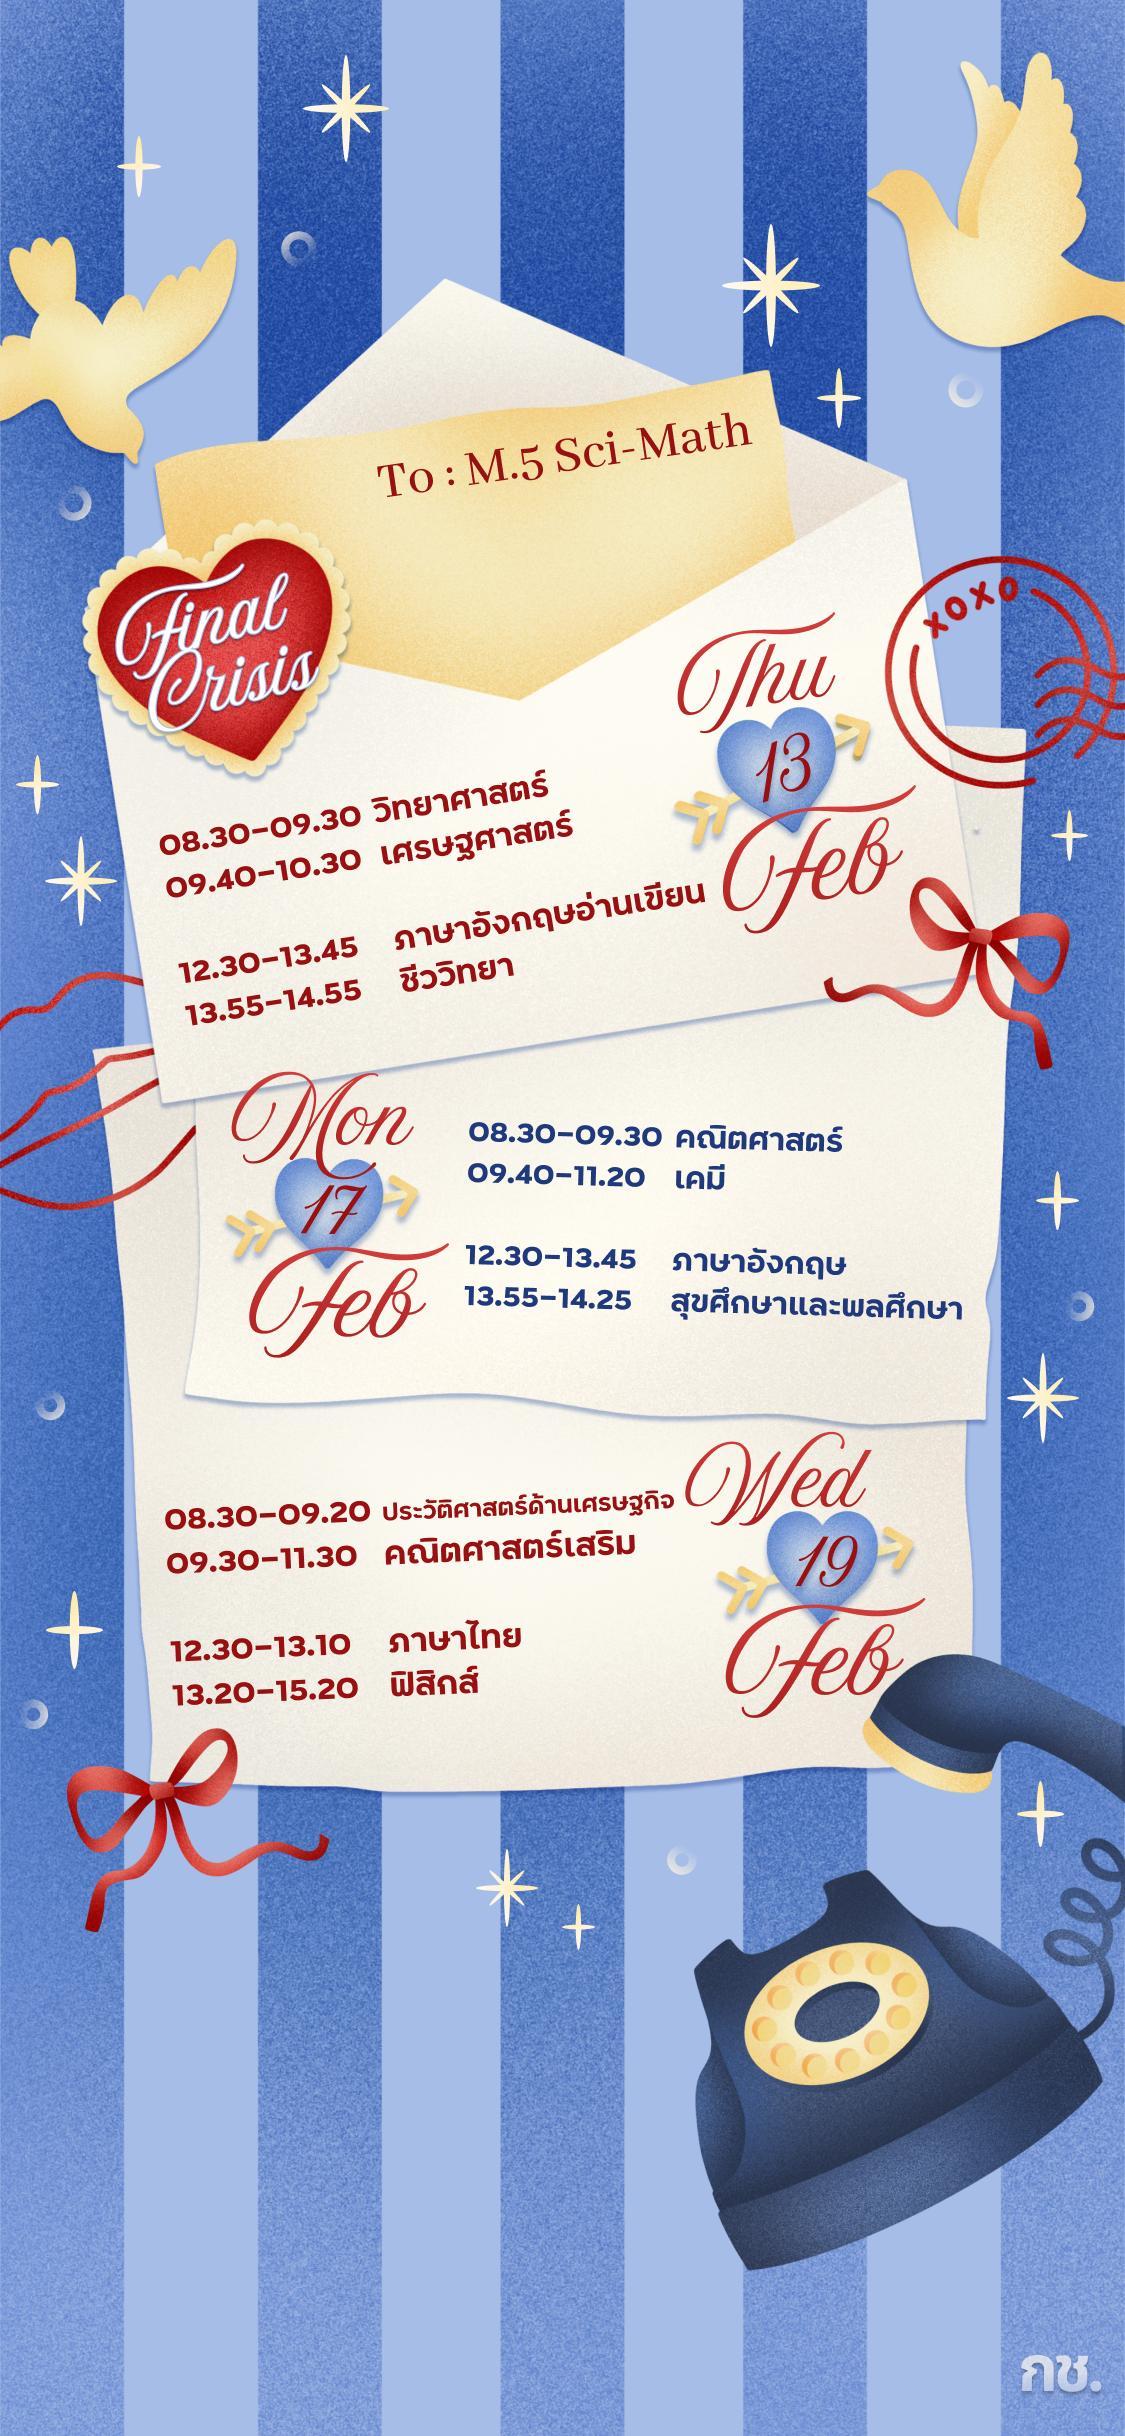 To : M.5 Sci-Math
Final
Crisis
xoxo
Thu
13
Feb
08.30-09.30 วิทยาศาสตร์
09.40-10.30 เศรษฐศาสตร์
12.30-13.45 ภาษาอังกฤษอ่านเขียน
13.55-14.55 ชีววิทยา
Mon
17
Feb
08.30-09.30 คณิตศาสตร์
09.40-11.20 เคมี
12.30-13.45 ภาษาอังกฤษ
13.55-14.25 สุขศึกษาและพลศึกษา
Wed
19
Feb
08.30-09.20 ประวัติศาสตร์ด้านเศรษฐกิจ
09.30-11.30 คณิตศาสตร์เสริม
12.30-13.10 ภาษาไทย
13.20-15.20 ฟิสิกส์
กช.